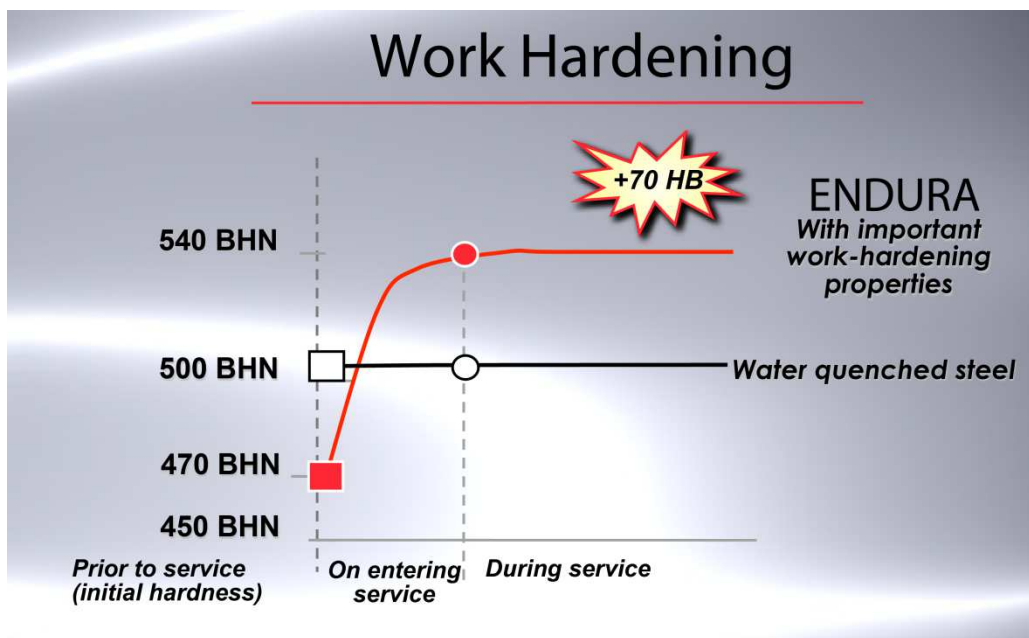 Work Hardening
+70 HB
ENDURA
With important
work-hardening
properties
540 BHN
500 BHN
Water quenched steel
470 BHN
450 BHN
Prior to service
(initial hardness)
On entering
service
During service